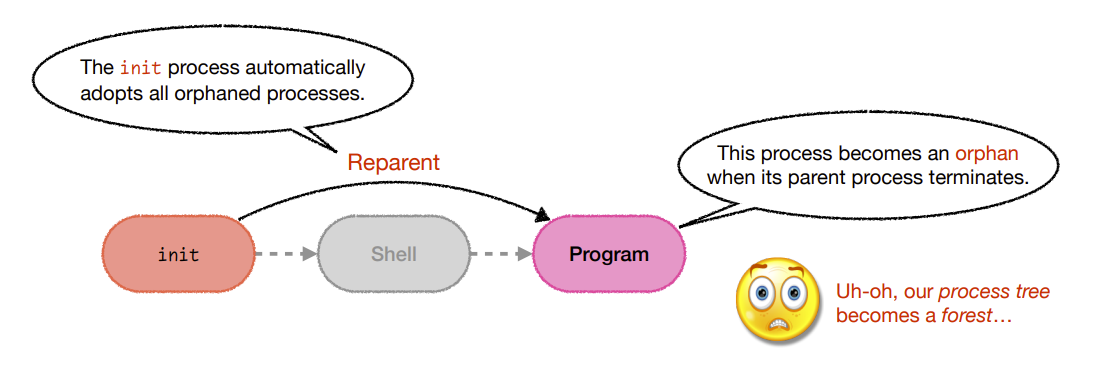 The init process automatically
adopts all orphaned processes.
Reparent
This process becomes an orphan
when its parent process terminates.
init
Shell
Program
Uh-oh, our process tree
becomes a forest…